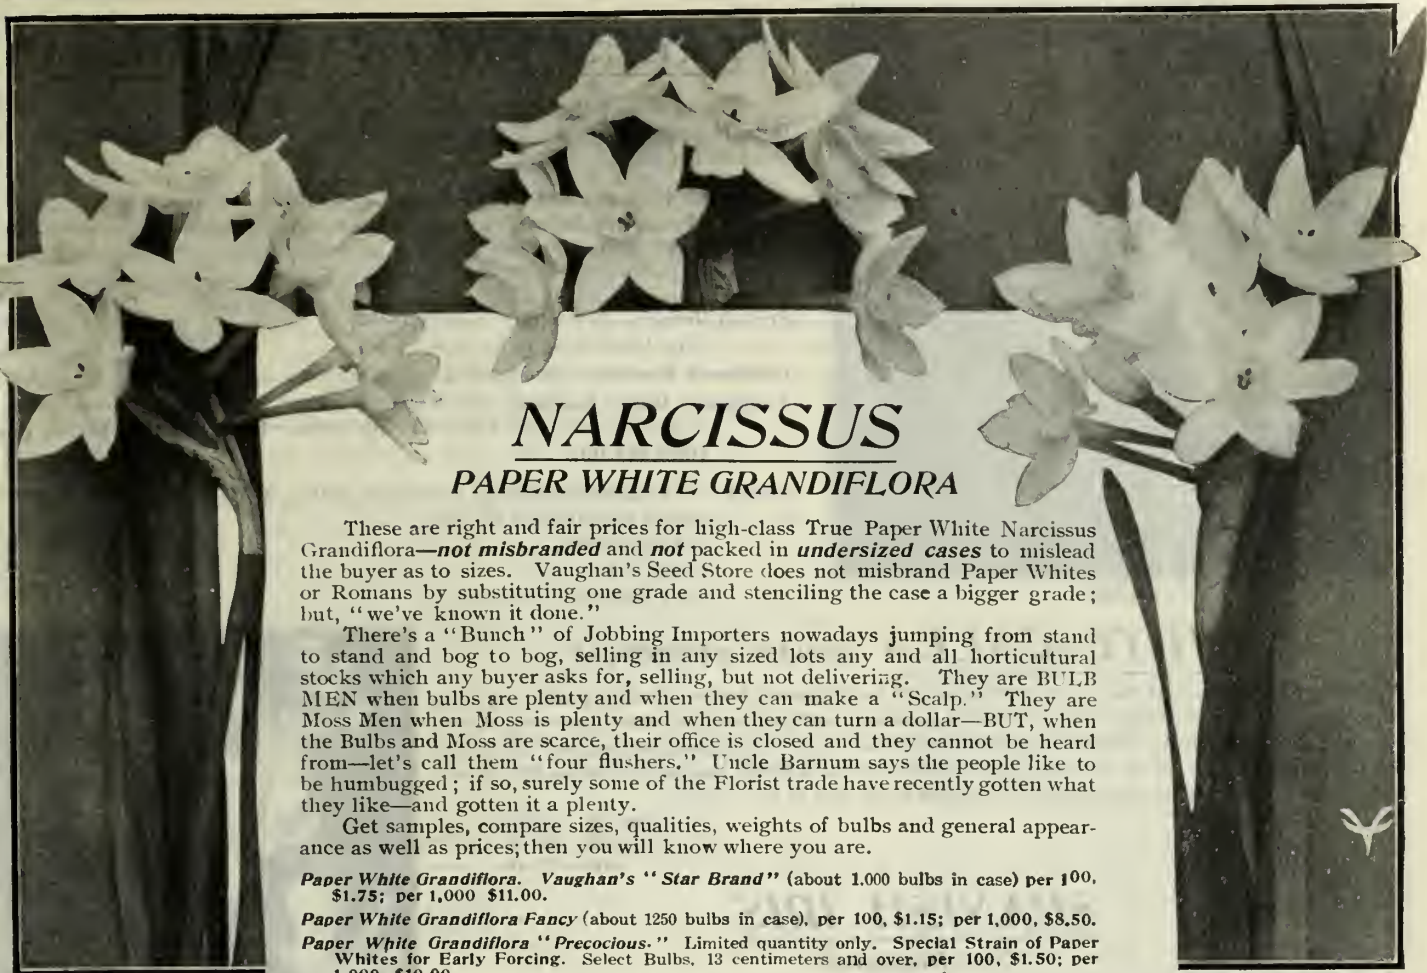 NARCISSUS
PAPER WHITE GRANDIFLORA
These are right and fair prices for high-class True Paper White Narcissus
Grandiflora—not misbranded and not packed in undersized cases to mislead
the buyer as to sizes. Vaughan's Seed Store does not misbrand Paper Whites
or Romans by substituting one grade and stenciling the case a bigger grade;
but, "we've known it done."
There's a "Bunch" of Jobbing Importers nowadays jumping from stand
to stand and bog to bog, selling in any sized lots any and all horticultural
stocks which any buyer asks for, selling, but not delivering. They are BULB
MEN when bulbs are plenty and when they can make a "Scalp." They are
Moss Men when Moss is plenty and when they can turn a dollar—BUT, when
the Bulbs and Moss are scarce, their office is closed and they cannot be heard
from—let's call them "four flushers." Uncle Barnum says the people like to
be humbugged; if so, surely some of the Florist trade have recently gotten what
they like—and gotten it a plenty.
Get samples, compare sizes, qualities, weights of bulbs and general appear-
ance as well as prices; then you will know where you are.
Paper White Grandiflora. Vaughan's "Star Brand" (about 1.000 bulbs in case) per 100,
$1.75; per 1,000 $11.00.
Paper White Grandiflora Fancy (about 1250 bulbs in case), per 100, $1.15; per 1,000, $8.50.
Paper White Grandiflora "Precocious." Limited quantity only. Special Strain of Paper
Whites for Early Forcing. Select Bulbs, 13 centimeters and over, per 100, $1.50; per